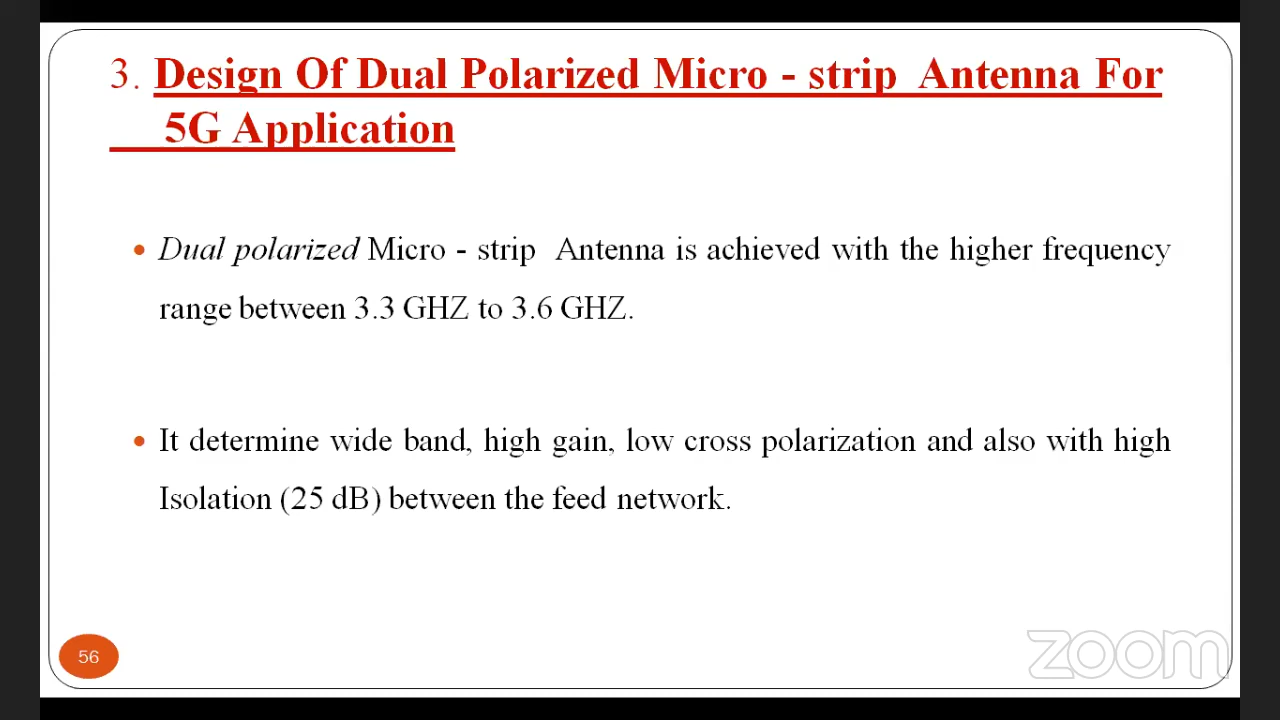 3. Design Of Dual Polarized Micro - strip Antenna For
5G Application
• Dual polarized Micro - strip Antenna is achieved with the higher frequency
range between 3.3 GHZ to 3.6 GHZ.
• It determine wide band, high gain, low cross polarization and also with high
Isolation (25 dB) between the feed network.
56
zoom